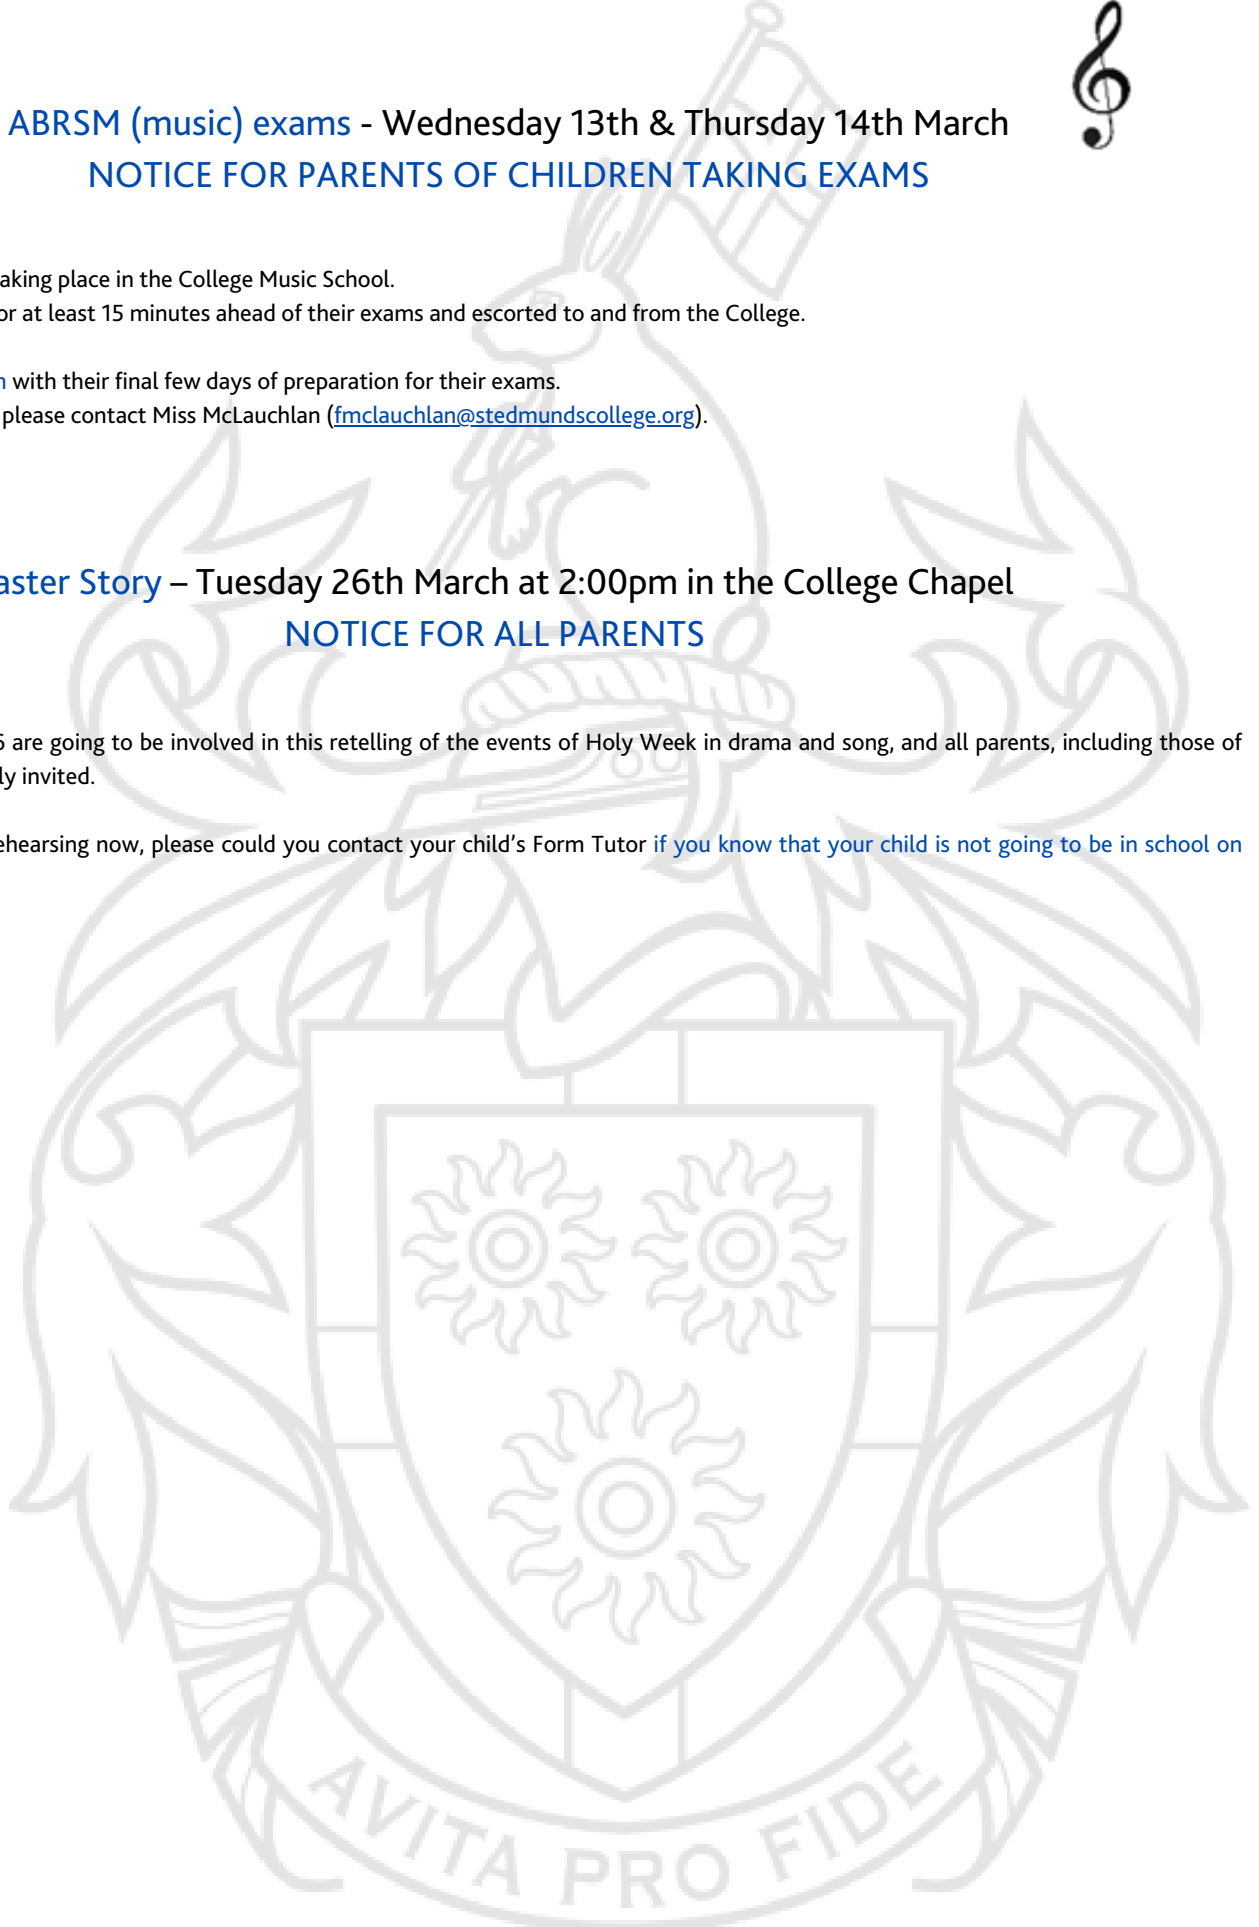 ABRSM (music) exams - Wednesday 13th & Thursday 14th March
NOTICE FOR PARENTS OF CHILDREN TAKING EXAMS
aking place in the College Music School.
or at least 15 minutes ahead of their exams and escorted to and from the College.
with their final few days of preparation for their exams.
please contact Miss McLauchlan (fmclauchlan@stedmundscollege.org).
aster Story – Tuesday 26th March at 2:00pm in the College Chapel
NOTICE FOR ALL PARENTS
6 are going to be involved in this retelling of the events of Holy Week in drama and song, and all parents, including those of
ly invited.
ehearsing now, please could you contact your child's Form Tutor if you know that your child is not going to be in school on
AVITA PRO FIDE